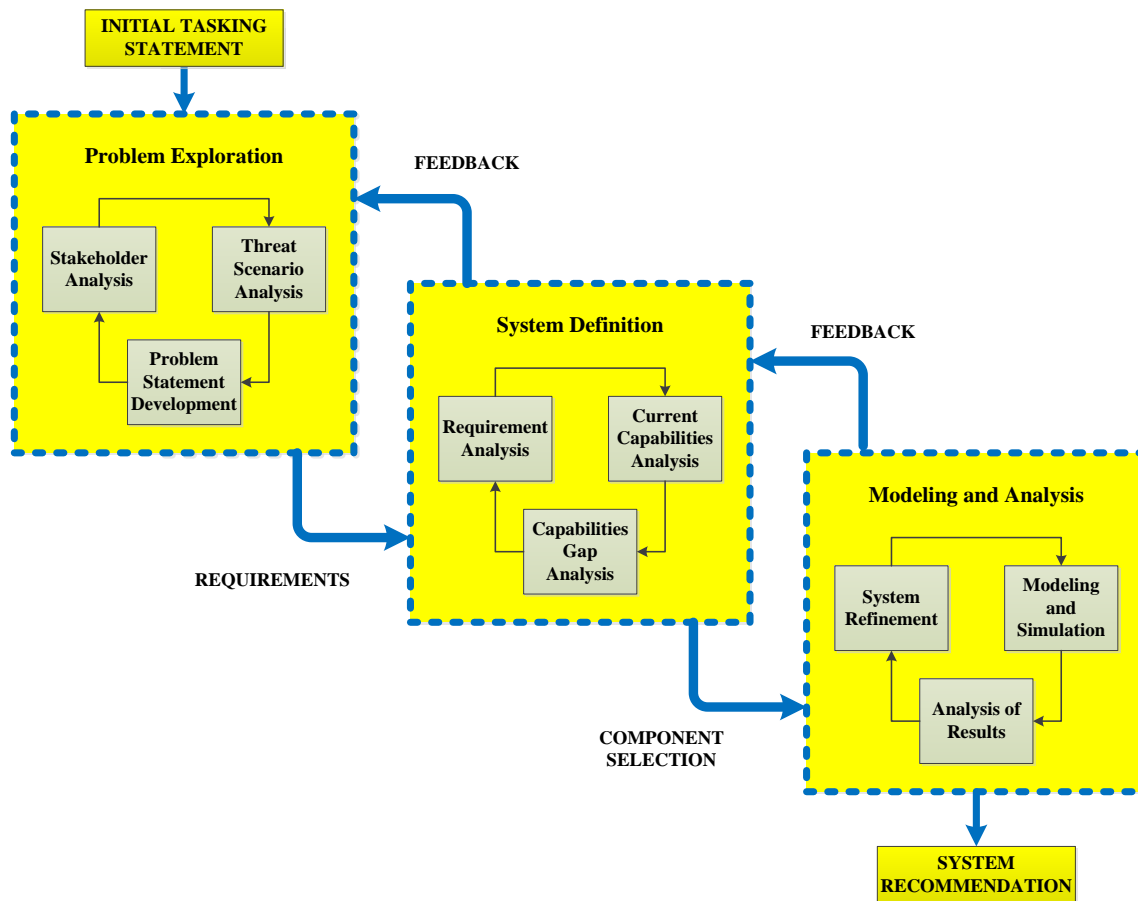 INITIAL TASKING
STATEMENT
Problem Exploration
Stakeholder
Analysis
Threat
Scenario
Analysis
Problem
Statement
Development
FEEDBACK
REQUIREMENTS
System Definition
Requirement
Analysis
Current
Capabilities
Analysis
Capabilities
Gap
Analysis
FEEDBACK
COMPONENT
SELECTION
Modeling and Analysis
System
Refinement
Modeling
and
Simulation
Analysis of
Results
SYSTEM
RECOMMENDATION